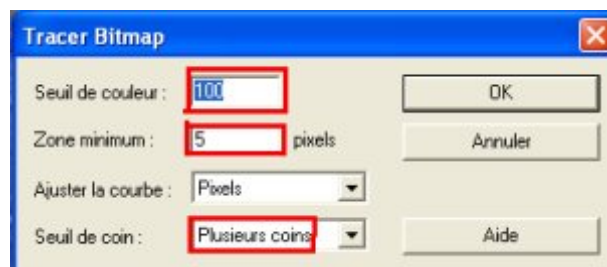 Tracer Bitmap
Seuil de couleur : 100 OK
Zone minimum : 5 pixels Annuler
Ajuster la courbe : Pixels
Seuil de coin : Plusieurs coins Aide